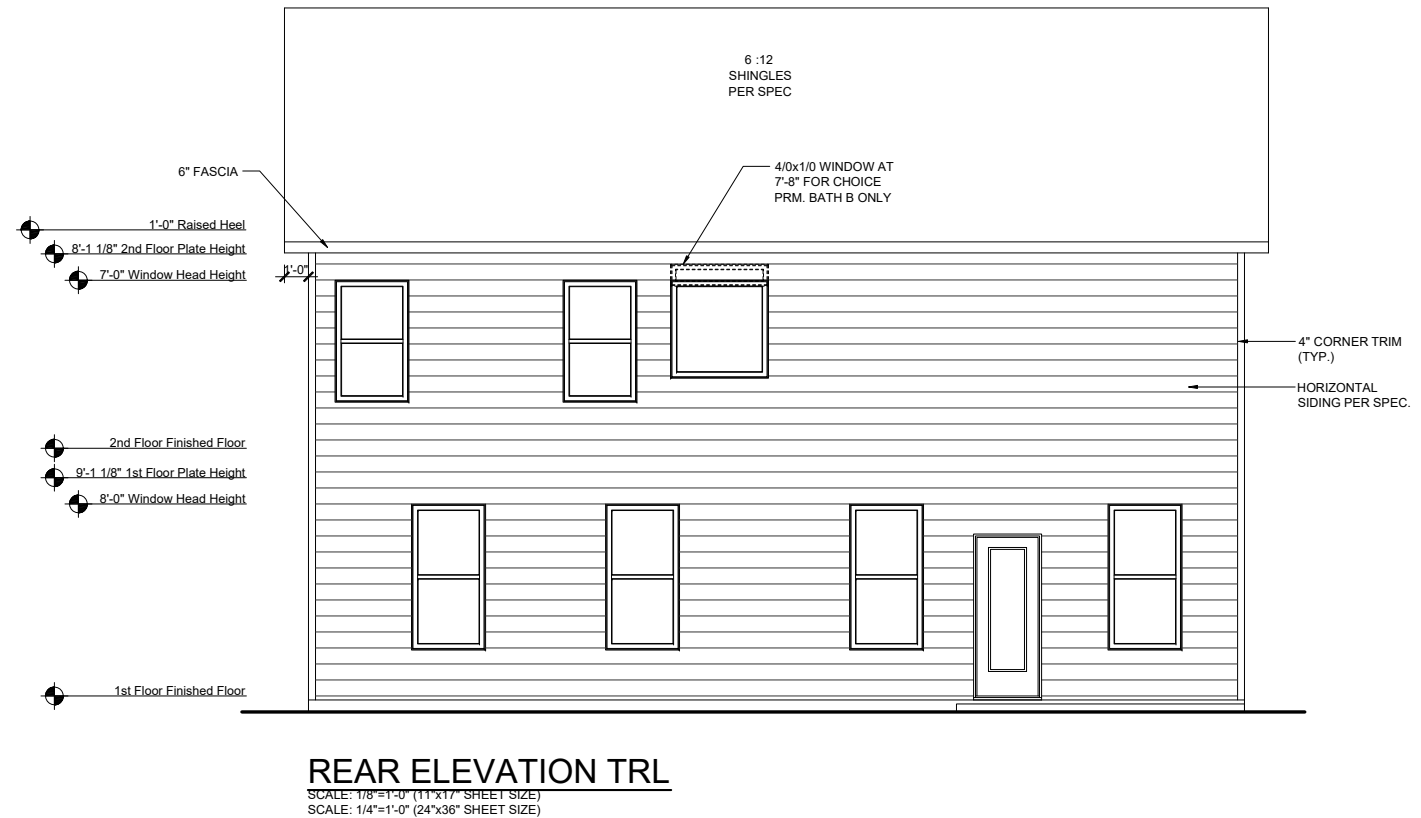 6 :12
SHINGLES
PER SPEC
6" FASCIA
4/0x1/0 WINDOW AT
7'-8" FOR CHOICE
PRM. BATH B ONLY
1'-0" Raised Heel
8'-1 1/8" 2nd Floor Plate Height
7'-0" Window Head Height
1'-0"
4" CORNER TRIM
(TYP.)
HORIZONTAL
SIDING PER SPEC.
2nd Floor Finished Floor
9'-1 1/8" 1st Floor Plate Height
8'-0" Window Head Height
1st Floor Finished Floor
REAR ELEVATION TRL
SCALE: 1/8"=1'-0" (11"x17" SHEET SIZE)
SCALE: 1/4"=1'-0" (24"x36" SHEET SIZE)